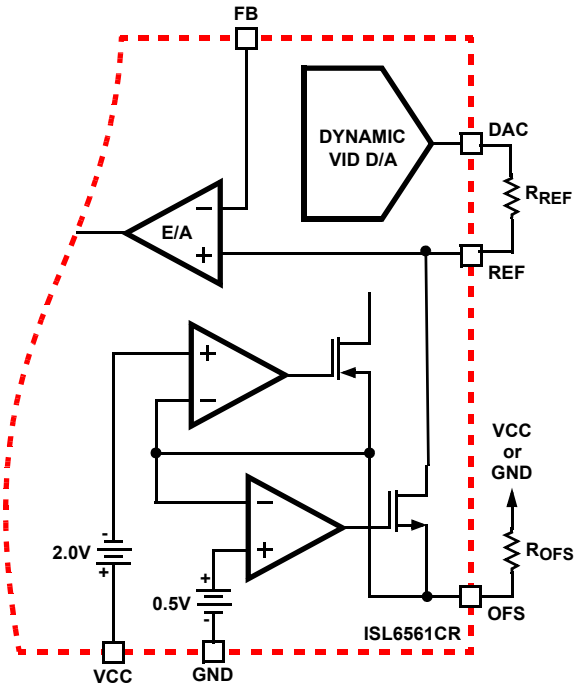 FB
DYNAMIC
VID D/A
DAC
RREF
REF
E/A
-
+
+
-
-
+
VCC
or
GND
ROFS
OFS
-
2.0V
+
+
0.5V
-
ISL6561CR
VCC
GND